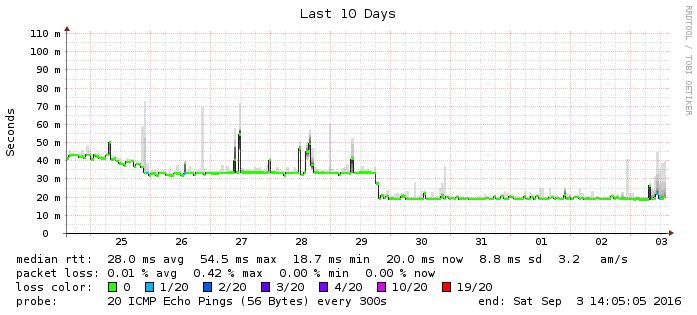 Last 10 Days
RRDTOOL / TOBI OETIKER
Seconds
110 m
100 m
90 m
80 m
70 m
60 m
50 m
40 m
30 m
20 m
10 m
0
25 26 27 28 29 30 31 01 02 03
median rtt: 28.0 ms avg 54.5 ms max 18.7 ms min 20.0 ms now 8.8 ms sd 3.2 am/s
packet loss: 0.01 % avg 0.42 % max 0.00 % min 0.00 % now
loss color: 0 1/20 2/20 3/20 4/20 10/20 19/20
probe: 20 ICMP Echo Pings (56 Bytes) every 300s end: Sat Sep 3 14:05:05 2016